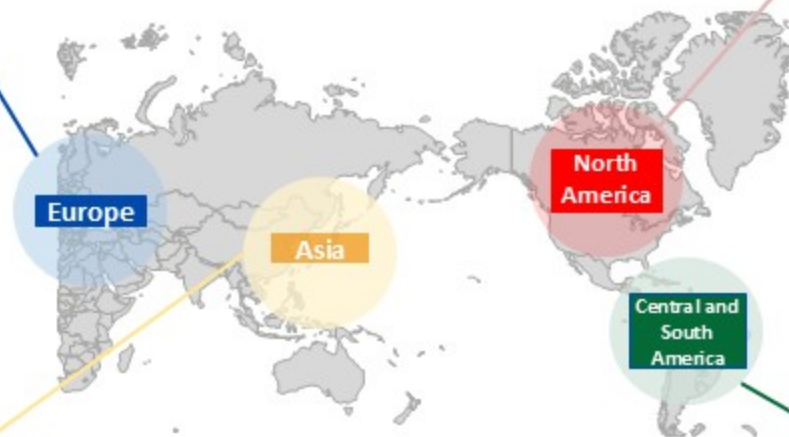 North
America
Europe
Asia
Central and
South
America